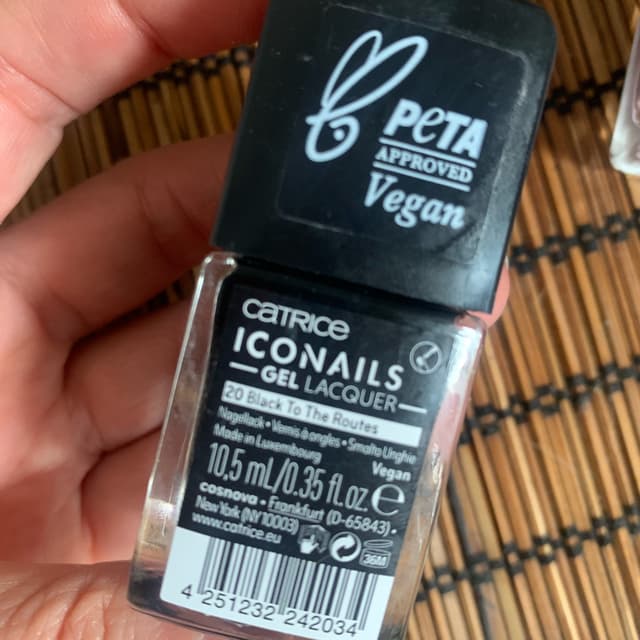 PETA
APPROVED
Vegan
CATRICE
ICONAILS
GEL LACQUER
20 Black To The Routes
Nagellack • Vernis à ongles • Smalto Unghie
Made in Luxembourg
Vegan
10,5 mL/0.35 fl.oz. e
cosnova • Frankfurt (D-65843) •
New York (NY 10003)
www.catrice.eu
36M
4 251232 242034